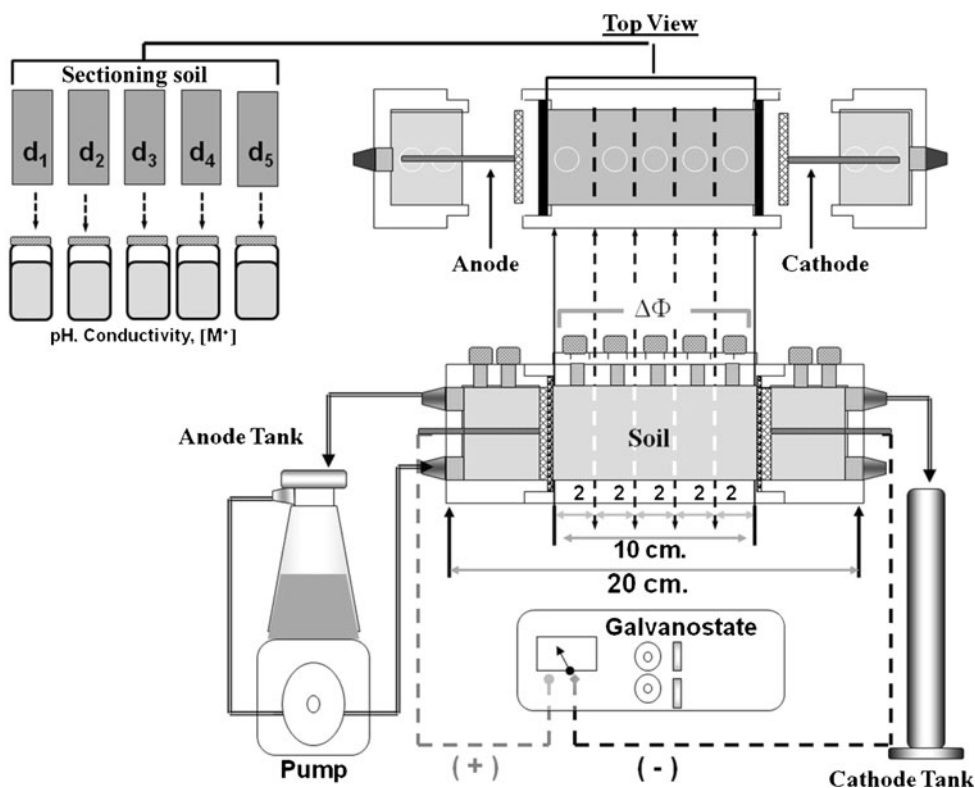 Top View
Sectioning soil
d1 d2 d3 d4 d5
Anode
Cathode
pH. Conductivity, [M+]
ΔΦ
Anode Tank
Soil
2 2 2 2 2
10 cm.
20 cm.
Galvanostate
Pump
( + )
( - )
Cathode Tank